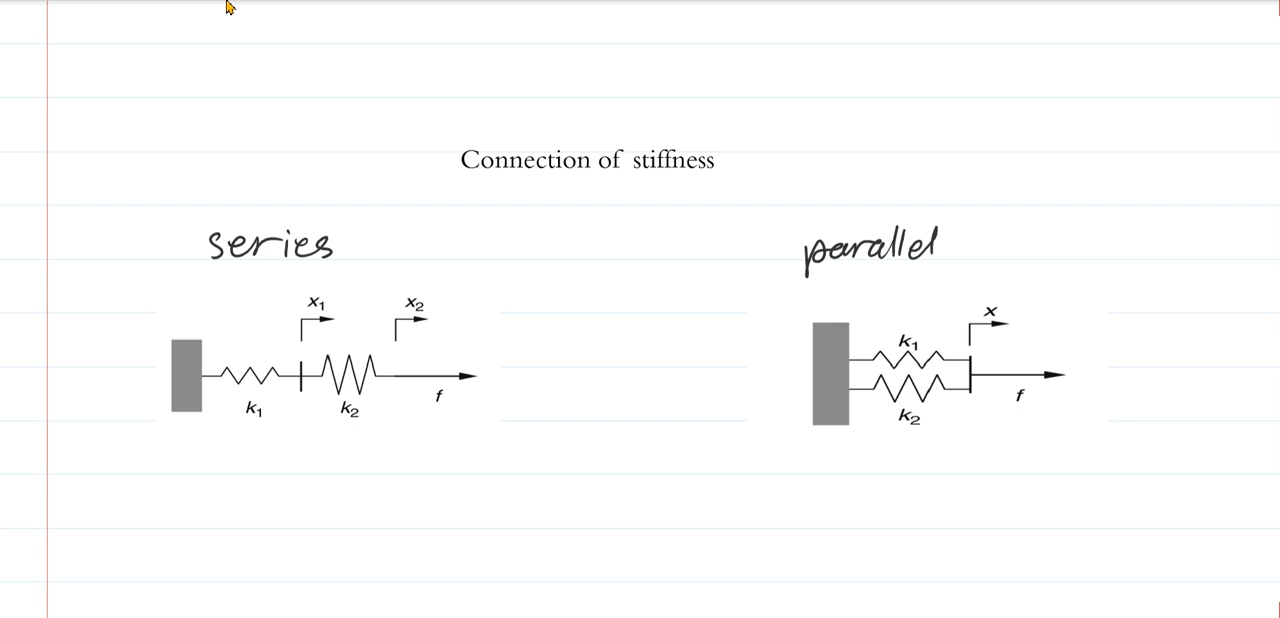 Connection of stiffness
series
parallel
x₁
x₂
k₁
k₂
f
x
k₁
k₂
f